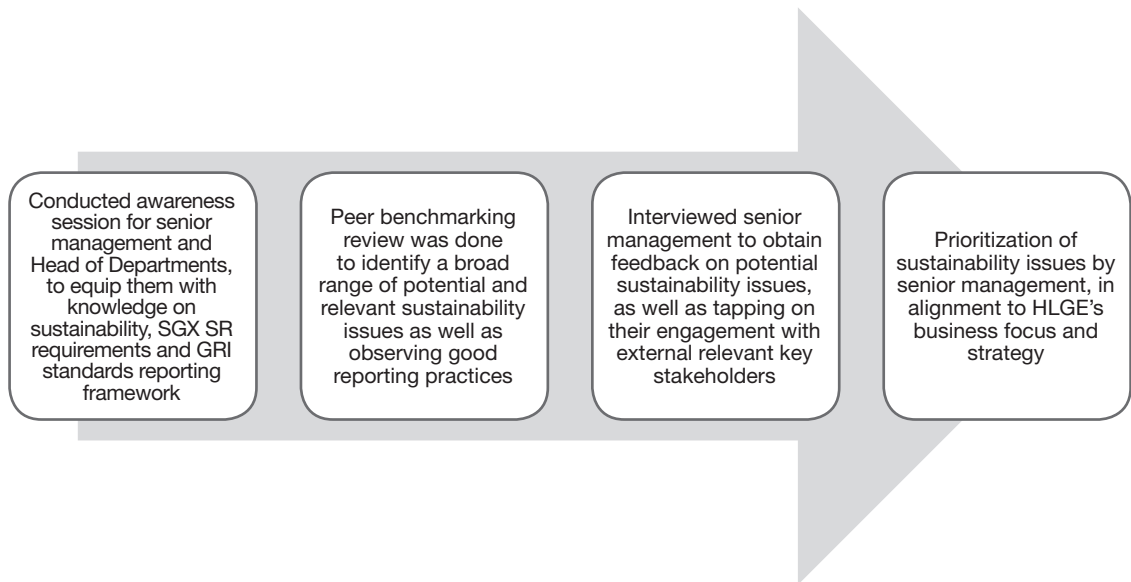 Conducted awareness
session for senior
management and
Head of Departments,
to equip them with
knowledge on
sustainability, SGX SR
requirements and GRI
standards reporting
framework
Peer benchmarking
review was done
to identify a broad
range of potential and
relevant sustainability
issues as well as
observing good
reporting practices
Interviewed senior
management to obtain
feedback on potential
sustainability issues,
as well as tapping on
their engagement with
external relevant key
stakeholders
Prioritization of
sustainability issues by
senior management, in
alignment to HLGE’s
business focus and
strategy